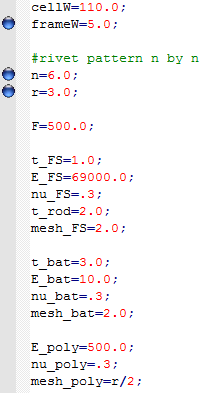 cellW=110.0;
frameW=5.0;
#rivet pattern n by n
n=6.0;
r=3.0;
F=500.0;
t_FS=1.0;
E_FS=69000.0;
nu_FS=.3;
t_rod=2.0;
mesh_FS=2.0;
t_bat=3.0;
E_bat=10.0;
nu_bat=.3;
mesh_bat=2.0;
E_poly=500.0;
nu_poly=.3;
mesh_poly=r/2;